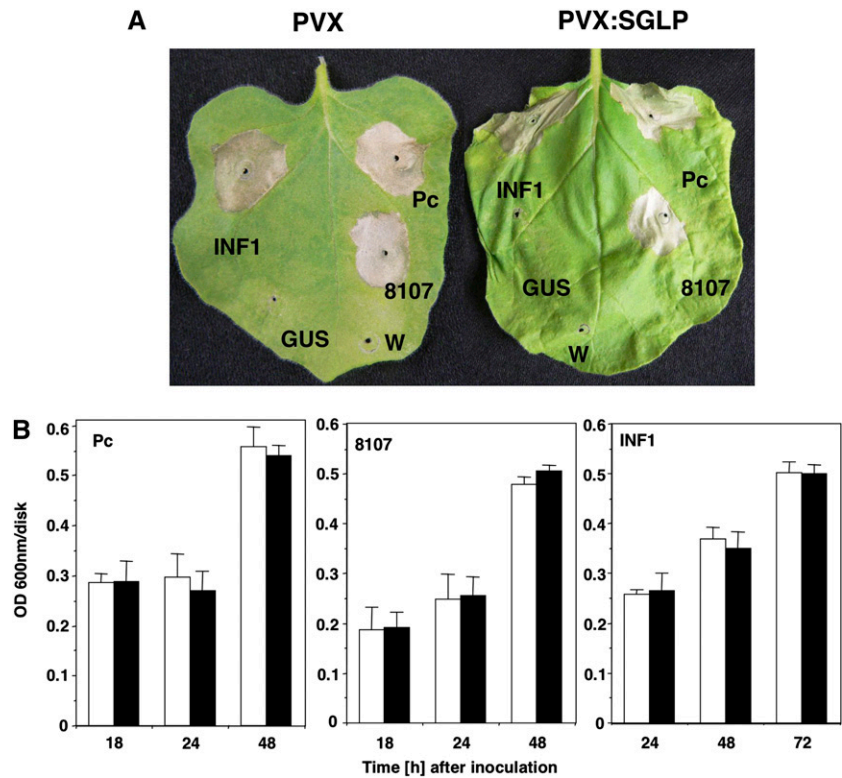 A
PVX
PVX:SGLP
INF1
Pc
8107
GUS
W
INF1
Pc
GUS
8107
W
B
OD 600nm/disk
Pc
0.6
0.5
0.4
0.3
0.2
0.1
0
18 24 48
8107
0.6
0.5
0.4
0.3
0.2
0.1
0
18 24 48
INF1
0.6
0.5
0.4
0.3
0.2
0.1
0
24 48 72
Time [h] after inoculation